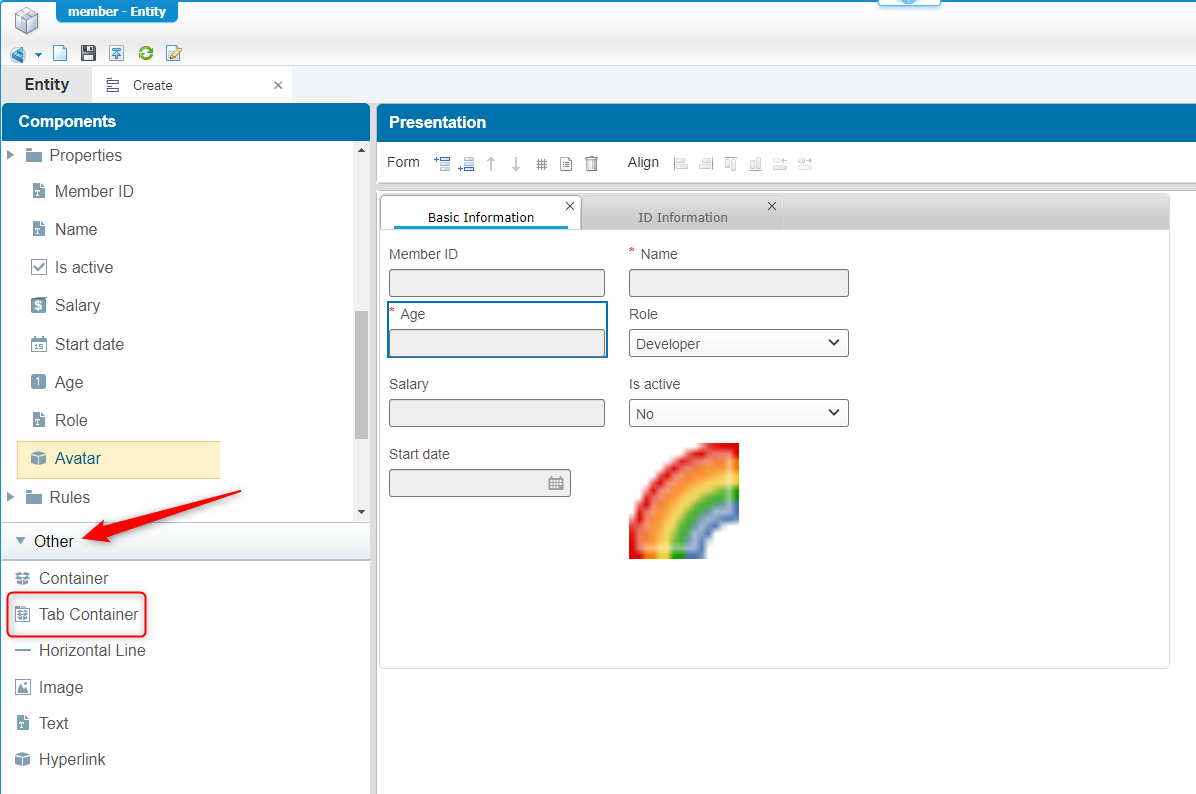 member - Entity
Entity
Create
Components
Properties
Member ID
Name
Is active
Salary
Start date
Age
Role
Avatar
Rules
Other
Container
Tab Container
Horizontal Line
Image
Text
Hyperlink
Presentation
Form
Align
Basic Information
ID Information
Member ID
* Name
* Age
Role
Developer
Salary
Is active
No
Start date